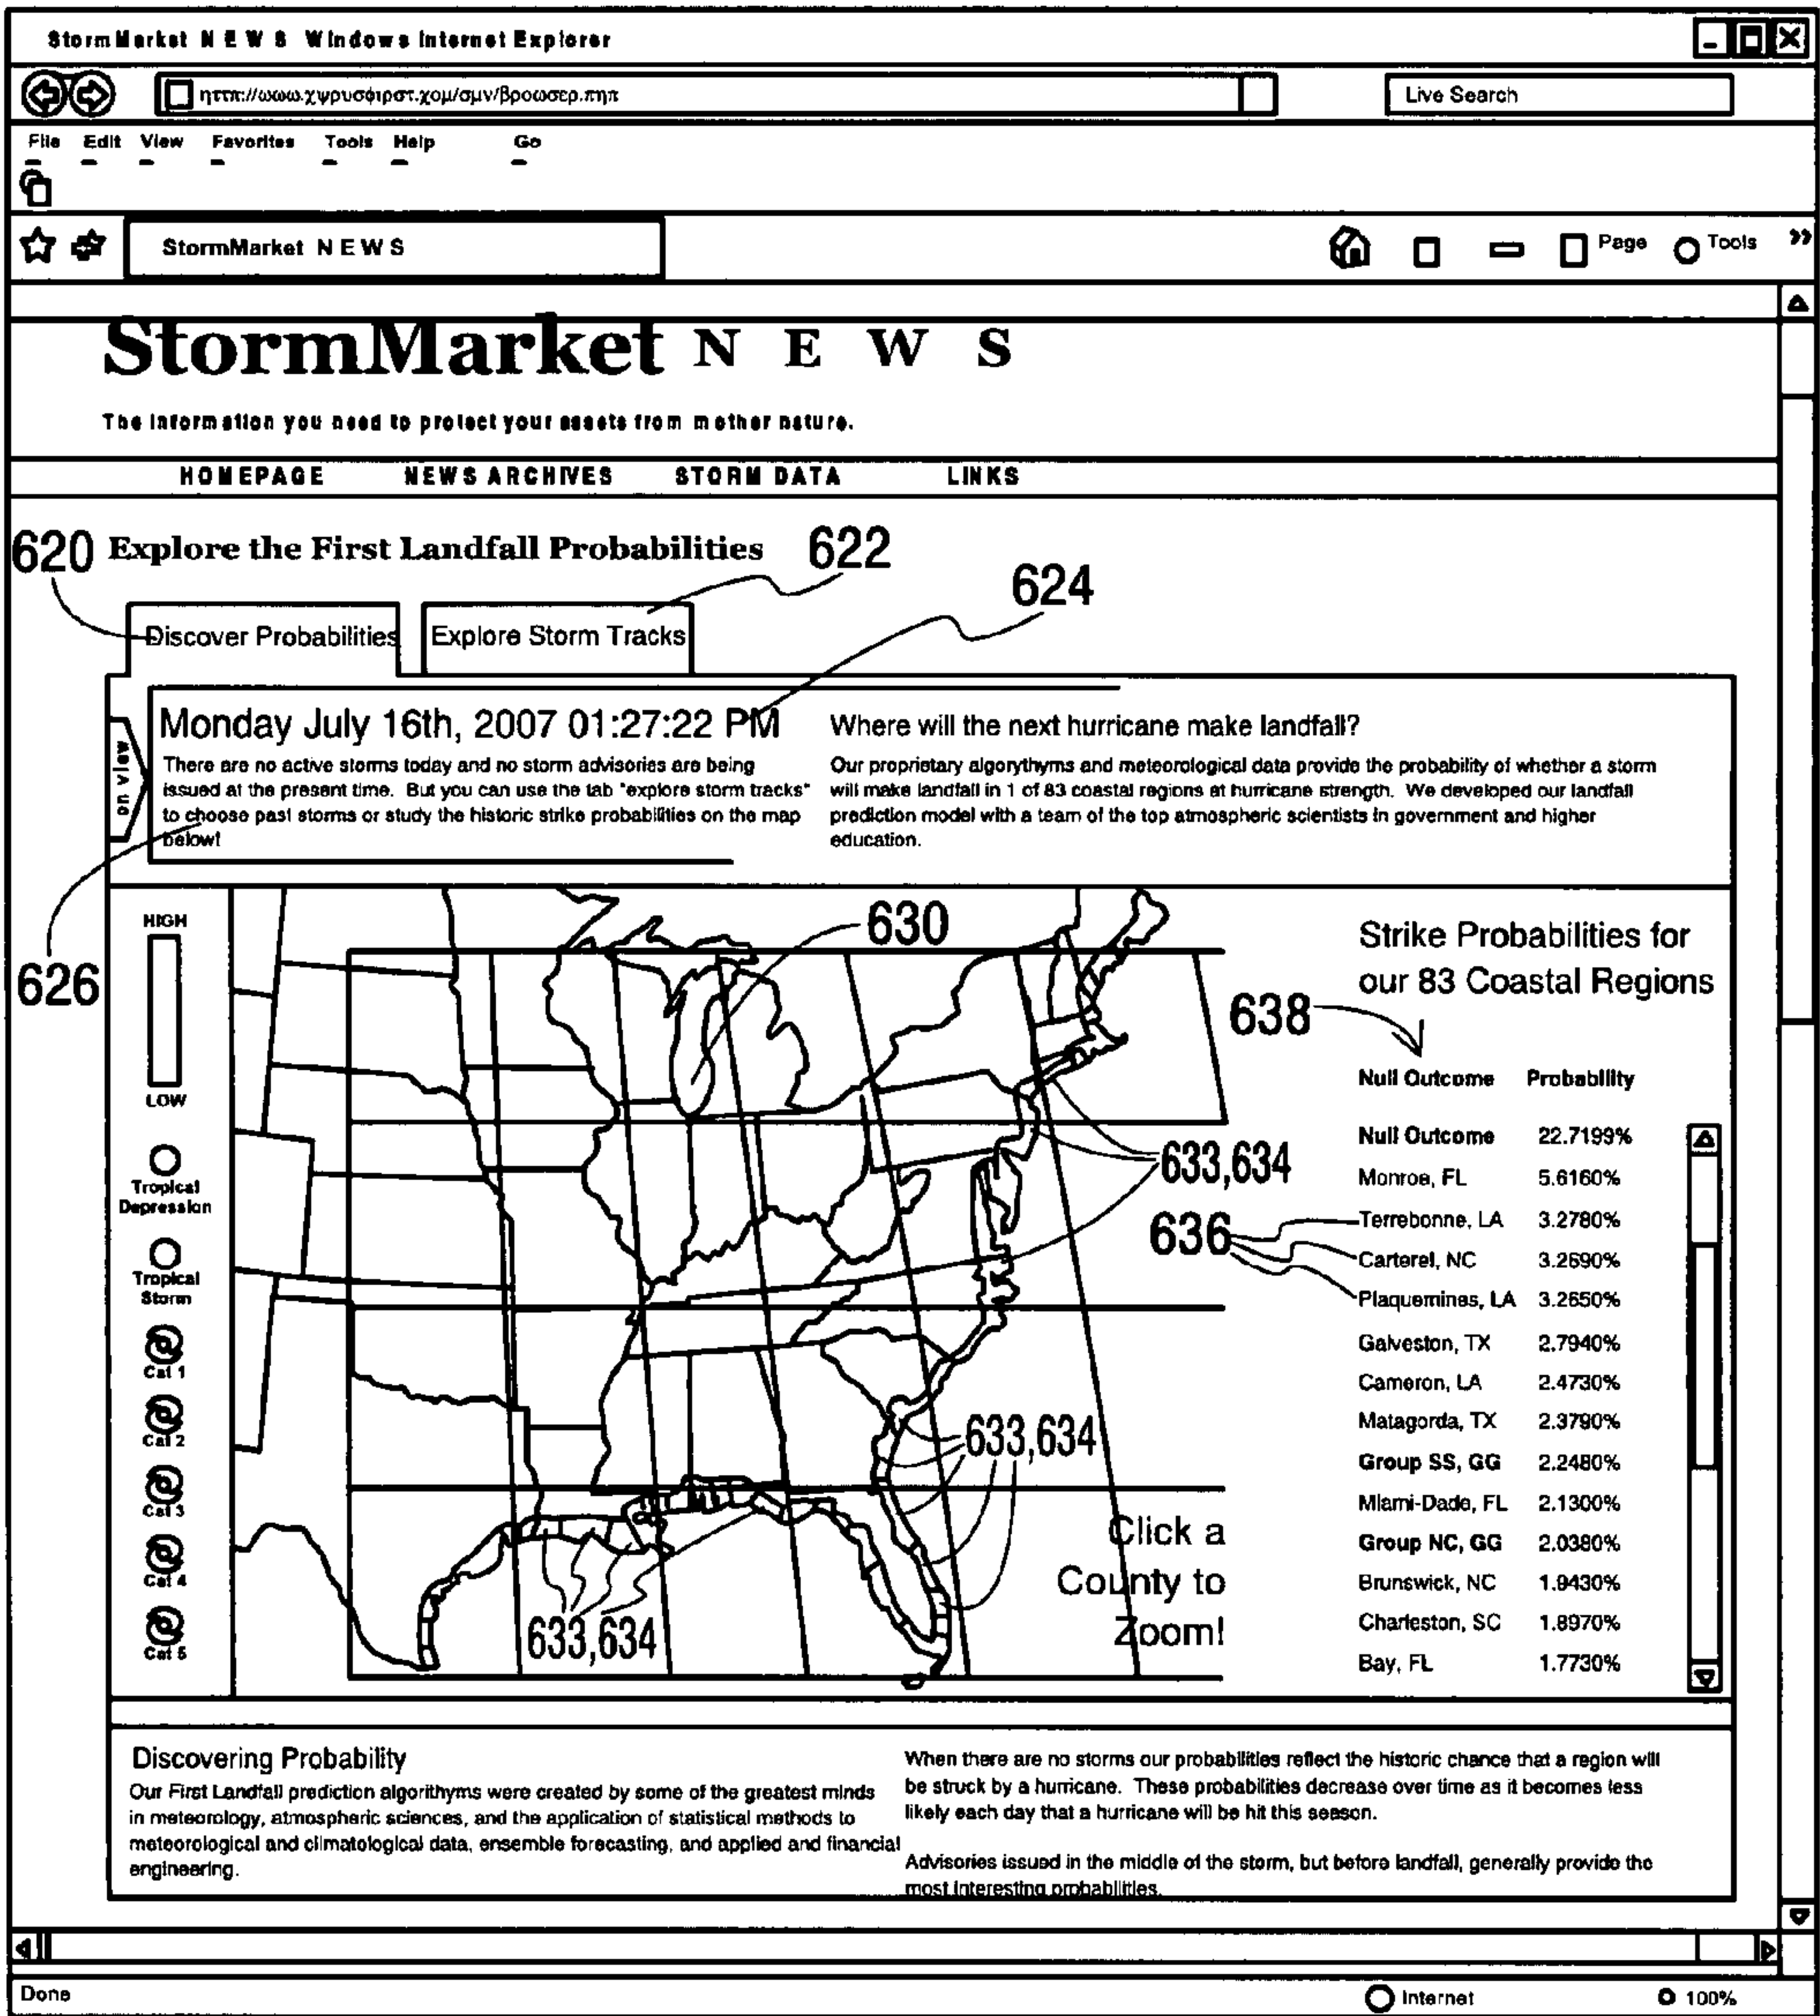 StormMarket N E W S Windows Internet Explorer
ηττπ://ωωω.χψρυσφιρστ.χομ/σμν/βροωσερ.πηπ
Live Search
File Edit View Favorites Tools Help Go
StormMarket N E W S
Page Tools »
StormMarket N E W S
The information you need to protect your assets from mother nature.
HOMEPAGE NEWS ARCHIVES STORM DATA LINKS
620 Explore the First Landfall Probabilities 622
624
Discover Probabilities Explore Storm Tracks
on view
Monday July 16th, 2007 01:27:22 PM
There are no active storms today and no storm advisories are being
issued at the present time. But you can use the tab "explore storm tracks"
to choose past storms or study the historic strike probabilities on the map
below!
Where will the next hurricane make landfall?
Our proprietary algorythyms and meteorological data provide the probability of whether a storm
will make landfall in 1 of 83 coastal regions at hurricane strength. We developed our landfall
prediction model with a team of the top atmospheric scientists in government and higher
education.
626
HIGH
LOW
Tropical
Depression
Tropical
Storm
Cat 1
Cat 2
Cat 3
Cat 4
Cat 5
630
633,634
633,634
633,634
Click a
County to
Zoom!
Strike Probabilities for
our 83 Coastal Regions
638
636
Null Outcome Probability
Null Outcome 22.7199%
Monroe, FL 5.6160%
Terrebonne, LA 3.2780%
Carteret, NC 3.2690%
Plaquemines, LA 3.2650%
Galveston, TX 2.7940%
Cameron, LA 2.4730%
Matagorda, TX 2.3790%
Group SS, GG 2.2480%
Miami-Dade, FL 2.1300%
Group NC, GG 2.0380%
Brunswick, NC 1.9430%
Charleston, SC 1.8970%
Bay, FL 1.7730%
Discovering Probability
Our First Landfall prediction algorithyms were created by some of the greatest minds
in meteorology, atmospheric sciences, and the application of statistical methods to
meteorological and climatological data, ensemble forecasting, and applied and financial
engineering.
When there are no storms our probabilities reflect the historic chance that a region will
be struck by a hurricane. These probabilities decrease over time as it becomes less
likely each day that a hurricane will be hit this season.
Advisories issued in the middle of the storm, but before landfall, generally provide the
most interesting probabilities.
Done
Internet
100%